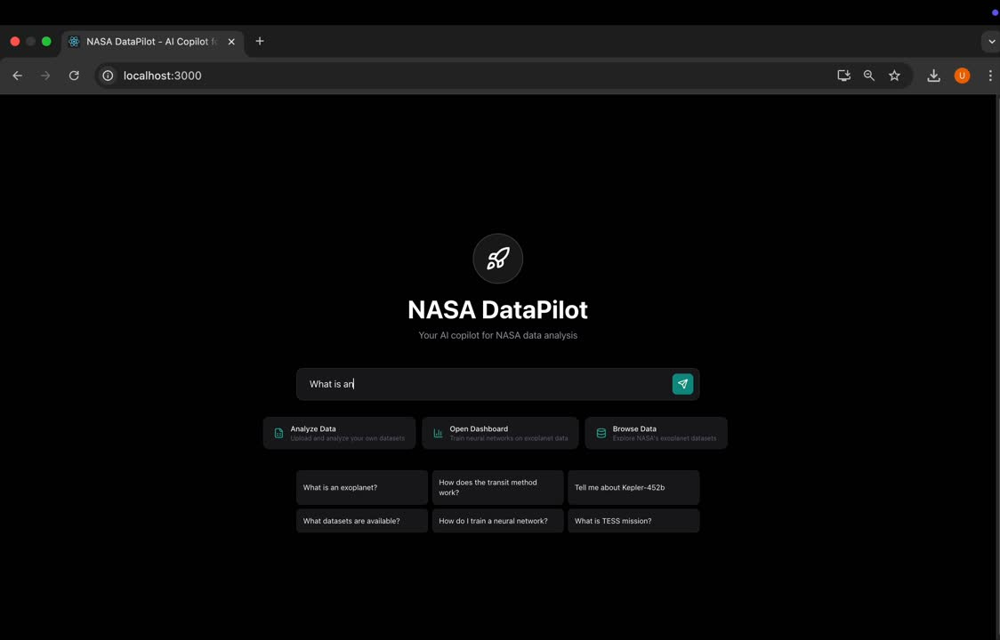 NASA DataPilot - AI Copilot fo
localhost:3000
U
NASA DataPilot
Your AI copilot for NASA data analysis
What is an
Analyze Data
Upload and analyze your own datasets
Open Dashboard
Train neural networks on exoplanet data
Browse Data
Explore NASA's exoplanet datasets
What is an exoplanet?
How does the transit method
work?
Tell me about Kepler-452b
What datasets are available?
How do I train a neural network?
What is TESS mission?